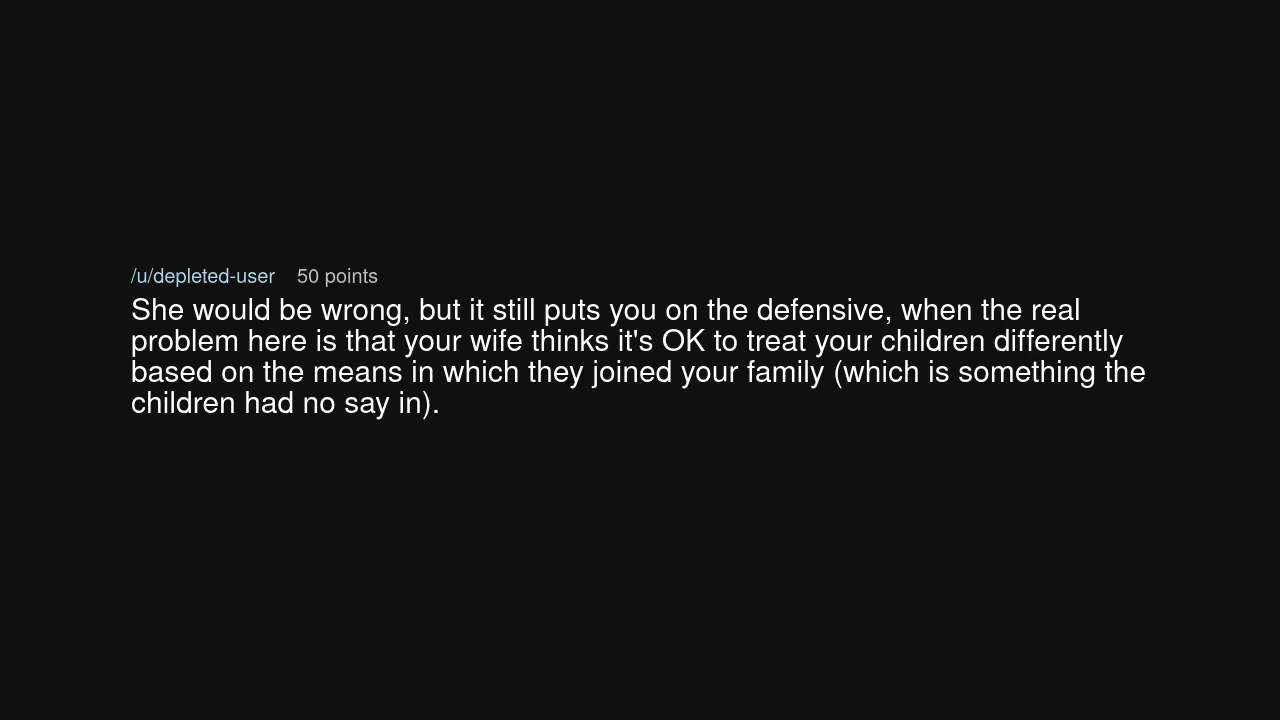 /u/depleted-user 50 points
She would be wrong, but it still puts you on the defensive, when the real
problem here is that your wife thinks it's OK to treat your children differently
based on the means in which they joined your family (which is something the
children had no say in).